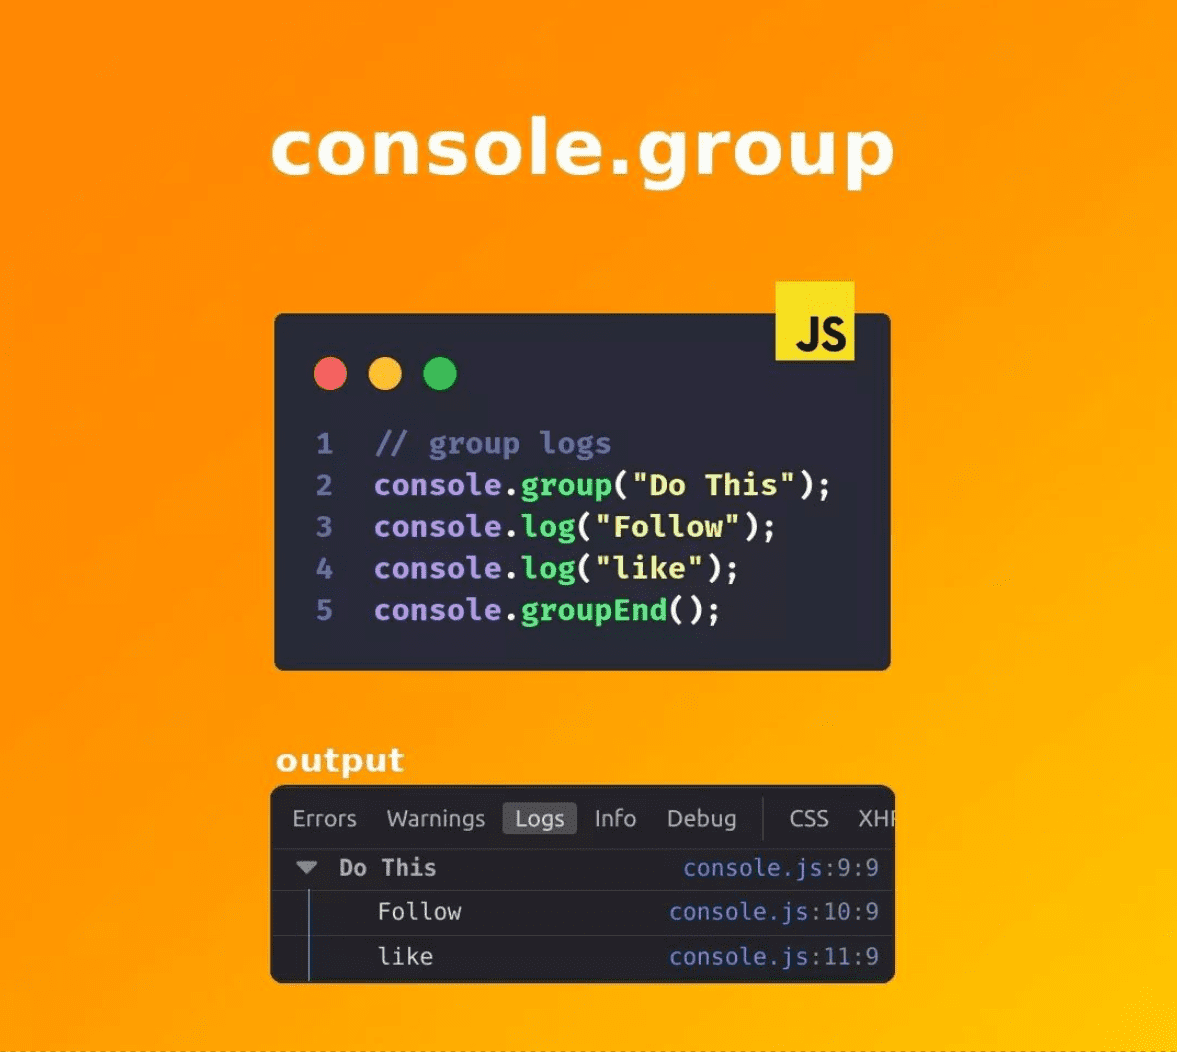 console.group
JS
1 // group logs
2 console.group("Do This");
3 console.log("Follow");
4 console.log("like");
5 console.groupEnd();
output
Errors Warnings Logs Info Debug CSS XH
Do This console.js:9:9
Follow console.js:10:9
like console.js:11:9